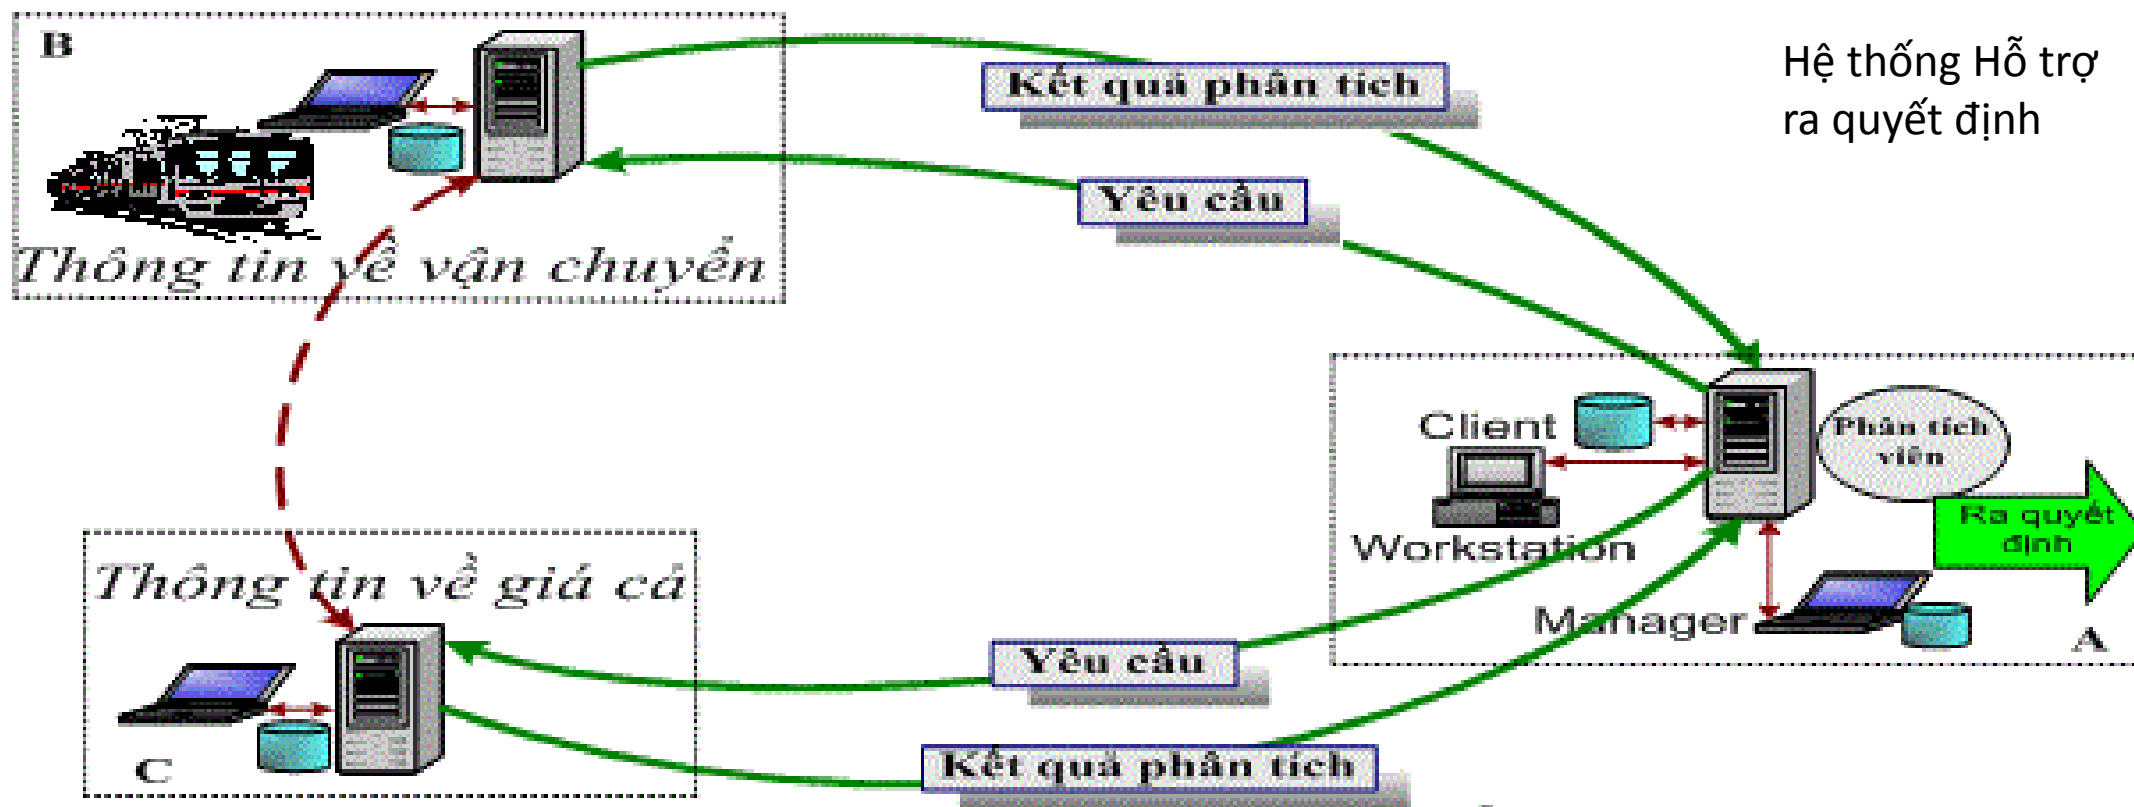 B
Kết quả phân tích
Hệ thống Hỗ trợ
ra quyết định
Yêu cầu
Thông tin về vận chuyển
Client
Workstation
Phân tích
viên
Ra quyết
định
Manager
A
Thông tin về giá cả
Yêu cầu
C
Kết quả phân tích